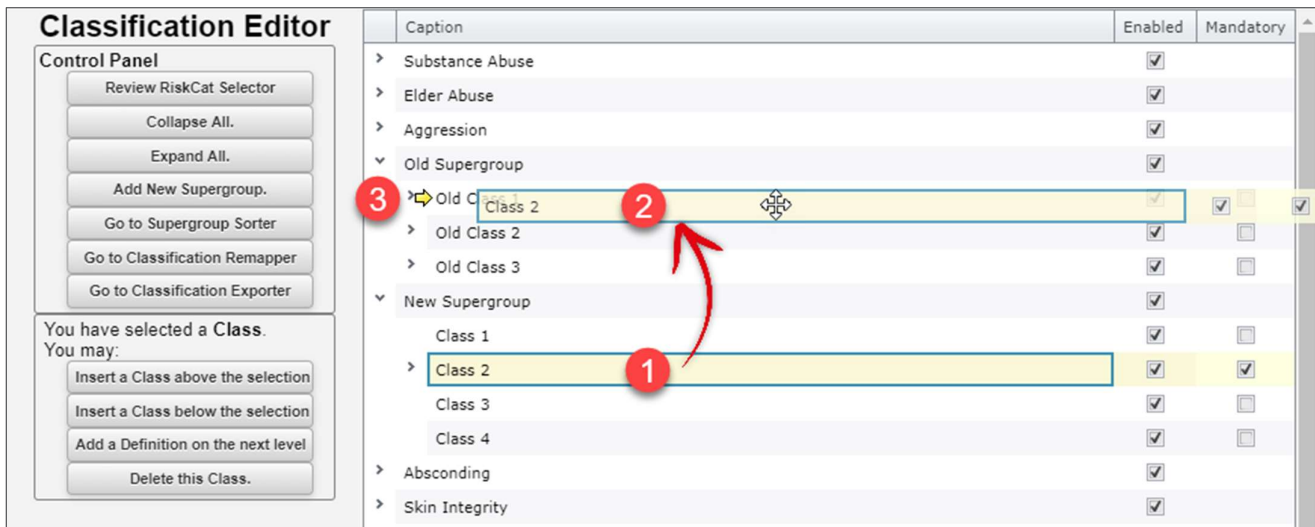 Classification Editor
Control Panel
Review RiskCat Selector
Collapse All.
Expand All.
Add New Supergroup.
Go to Supergroup Sorter
Go to Classification Remapper
Go to Classification Exporter
You have selected a Class.
You may:
Insert a Class above the selection
Insert a Class below the selection
Add a Definition on the next level
Delete this Class.
Caption Enabled Mandatory
Substance Abuse
Elder Abuse
Aggression
Old Supergroup
3 Old Class 1
Class 2 2
Old Class 2
Old Class 3
New Supergroup
Class 1
Class 2 1
Class 3
Class 4
Absconding
Skin Integrity